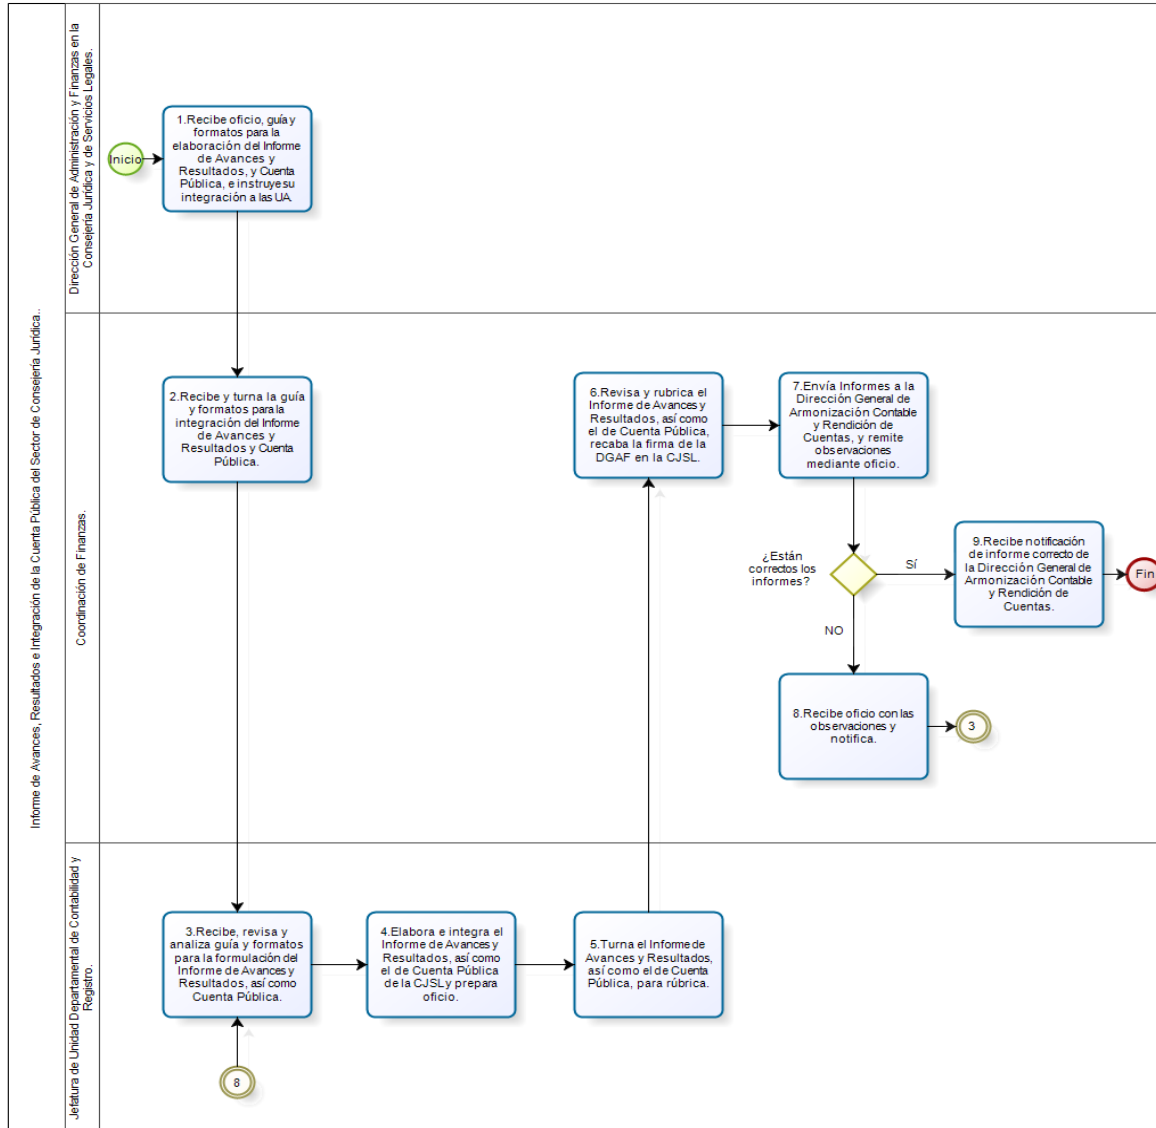 Informe de Avances, Resultados e Integración de la Cuenta Pública del Sector de Consejería Jurídica..
Dirección General de Administración y Finanzas en la
Consejería Jurídica y de Servicios Legales.
Inicio
1.Recibe oficio, guía y
formatos para la
elaboración del Informe
de Avances y
Resultados, y Cuenta
Pública, e instruye su
integración a las UA.
Coordinación de Finanzas.
2.Recibe y turna la guía
y formatos para la
integración del Informe
de Avances y
Resultados y Cuenta
Pública.
6.Revisa y rubrica el
Informe de Avances y
Resultados, así como
el de Cuenta Pública,
recaba la firma de la
DGAF en la CJSL.
7.Envía Informes a la
Dirección General de
Armonización Contable
y Rendición de
Cuentas, y remite
observaciones
mediante oficio.
¿Están
correctos los
informes?
Sí
9.Recibe notificación
de informe correcto de
la Dirección General de
Armonización Contable
y Rendición de
Cuentas.
Fin
NO
8.Recibe oficio con las
observaciones y
notifica.
3
Jefatura de Unidad Departamental de Contabilidad y
Registro.
3.Recibe, revisa y
analiza guía y formatos
para la formulación del
Informe de Avances y
Resultados, así como
Cuenta Pública.
4.Elabora e integra el
Informe de Avances y
Resultados, así como
el de Cuenta Pública
de la CJSL y prepara
oficio.
5.Turna el Informe de
Avances y Resultados,
así como el de Cuenta
Pública, para rúbrica.
8